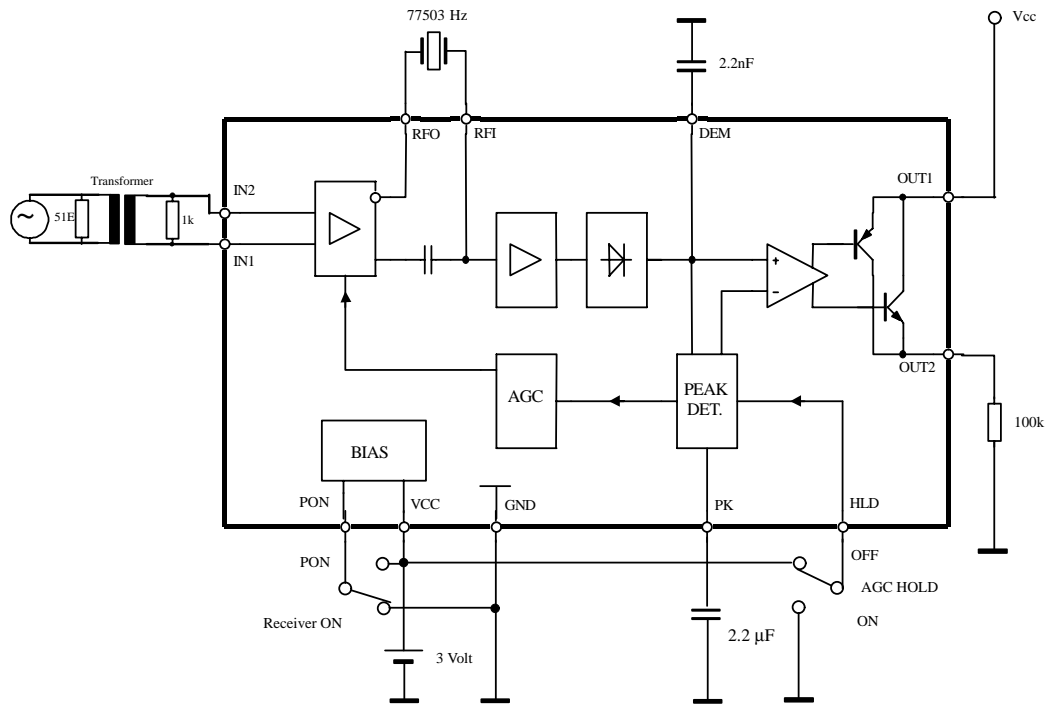 77503 Hz
Vcc
2.2nF
RFO
RFI
DEM
Transformer
IN2
OUT1
~
51E
1k
IN1
+
-
OUT2
PEAK
DET.
AGC
100k
BIAS
PON
VCC
GND
PK
HLD
PON
OFF
AGC HOLD
Receiver ON
ON
2.2 µF
3 Volt